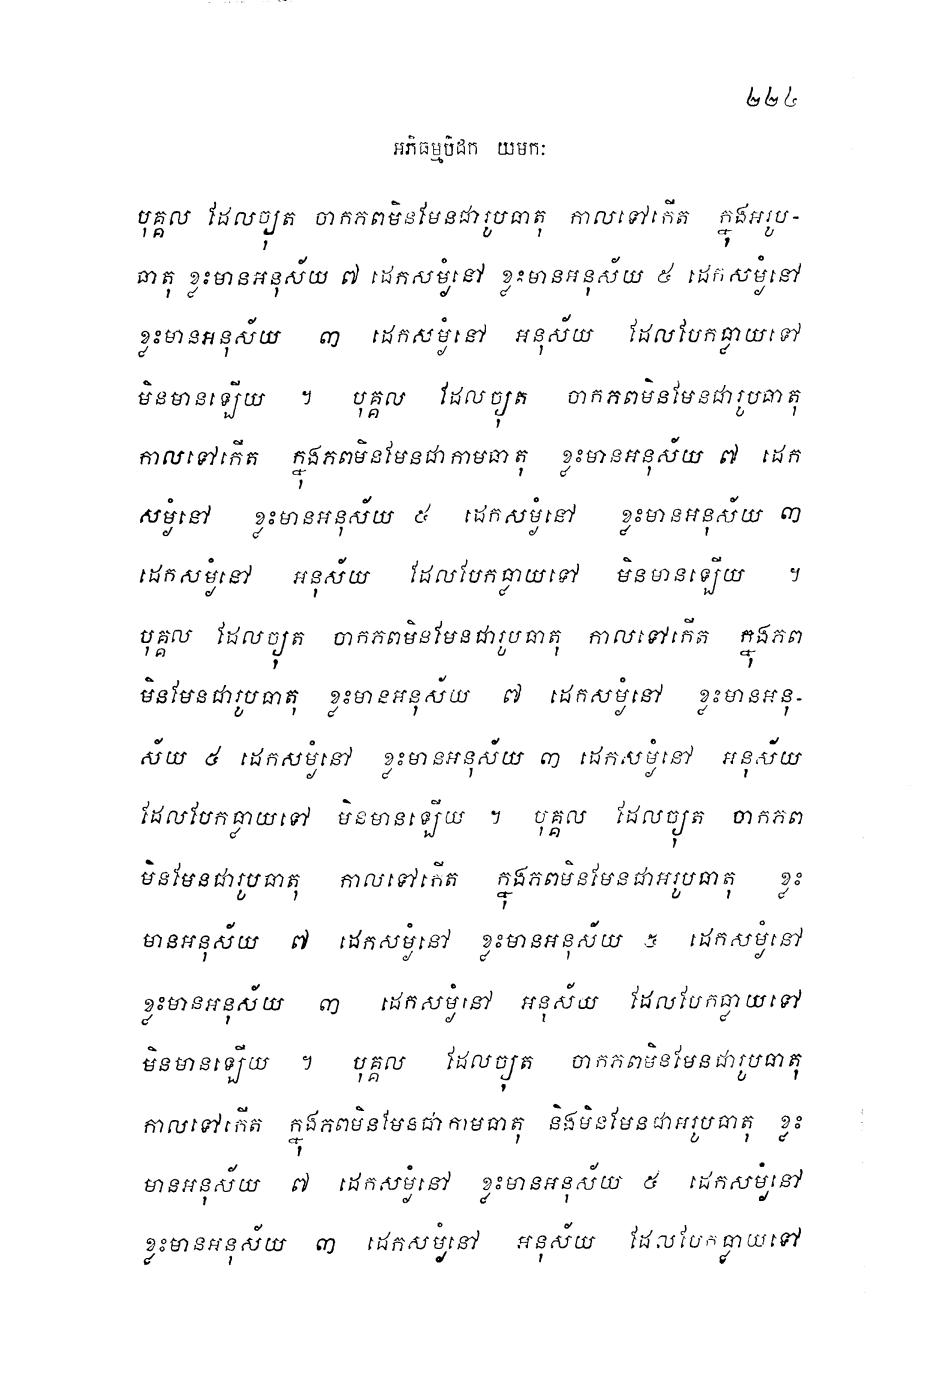 ២២៤
អភិធម្មបិដក យមកៈ
បុគ្គល ដែលច្យុត ចាកភពមិនមែនជារូបធាតុ កាលទៅកើត ក្នុងអរូប-
ធាតុ ខ្លះមានអនុស័យ ៧ ដេកសម្ងំនៅ ខ្លះមានអនុស័យ ៥ ដេកសម្ងំនៅ
ខ្លះមានអនុស័យ ៣ ដេកសម្ងំនៅ អនុស័យ ដែលបែកធ្លាយទៅ
មិនមានឡើយ ។ បុគ្គល ដែលច្យុត ចាកភពមិនមែនជារូបធាតុ
កាលទៅកើត ក្នុងភពមិនមែនជាកាមធាតុ ខ្លះមានអនុស័យ ៧ ដេក
សម្ងំនៅ ខ្លះមានអនុស័យ ៥ ដេកសម្ងំនៅ ខ្លះមានអនុស័យ ៣
ដេកសម្ងំនៅ អនុស័យ ដែលបែកធ្លាយទៅ មិនមានឡើយ ។
បុគ្គល ដែលច្យុត ចាកភពមិនមែនជារូបធាតុ កាលទៅកើត ក្នុងភព
មិនមែនជារូបធាតុ ខ្លះមានអនុស័យ ៧ ដេកសម្ងំនៅ ខ្លះមានអនុ-
ស័យ ៥ ដេកសម្ងំនៅ ខ្លះមានអនុស័យ ៣ ដេកសម្ងំនៅ អនុស័យ
ដែលបែកធ្លាយទៅ មិនមានឡើយ ។ បុគ្គល ដែលច្យុត ចាកភព
មិនមែនជារូបធាតុ កាលទៅកើត ក្នុងភពមិនមែនជាអរូបធាតុ ខ្លះ
មានអនុស័យ ៧ ដេកសម្ងំនៅ ខ្លះមានអនុស័យ ៥ ដេកសម្ងំនៅ
ខ្លះមានអនុស័យ ៣ ដេកសម្ងំនៅ អនុស័យ ដែលបែកធ្លាយទៅ
មិនមានឡើយ ។ បុគ្គល ដែលច្យុត ចាកភពមិនមែនជារូបធាតុ
កាលទៅកើត ក្នុងភពមិនមែនជាកាមធាតុ និងមិនមែនជាអរូបធាតុ ខ្លះ
មានអនុស័យ ៧ ដេកសម្ងំនៅ ខ្លះមានអនុស័យ ៥ ដេកសម្ងំនៅ
ខ្លះមានអនុស័យ ៣ ដេកសម្ងំនៅ អនុស័យ ដែលបែកធ្លាយទៅ